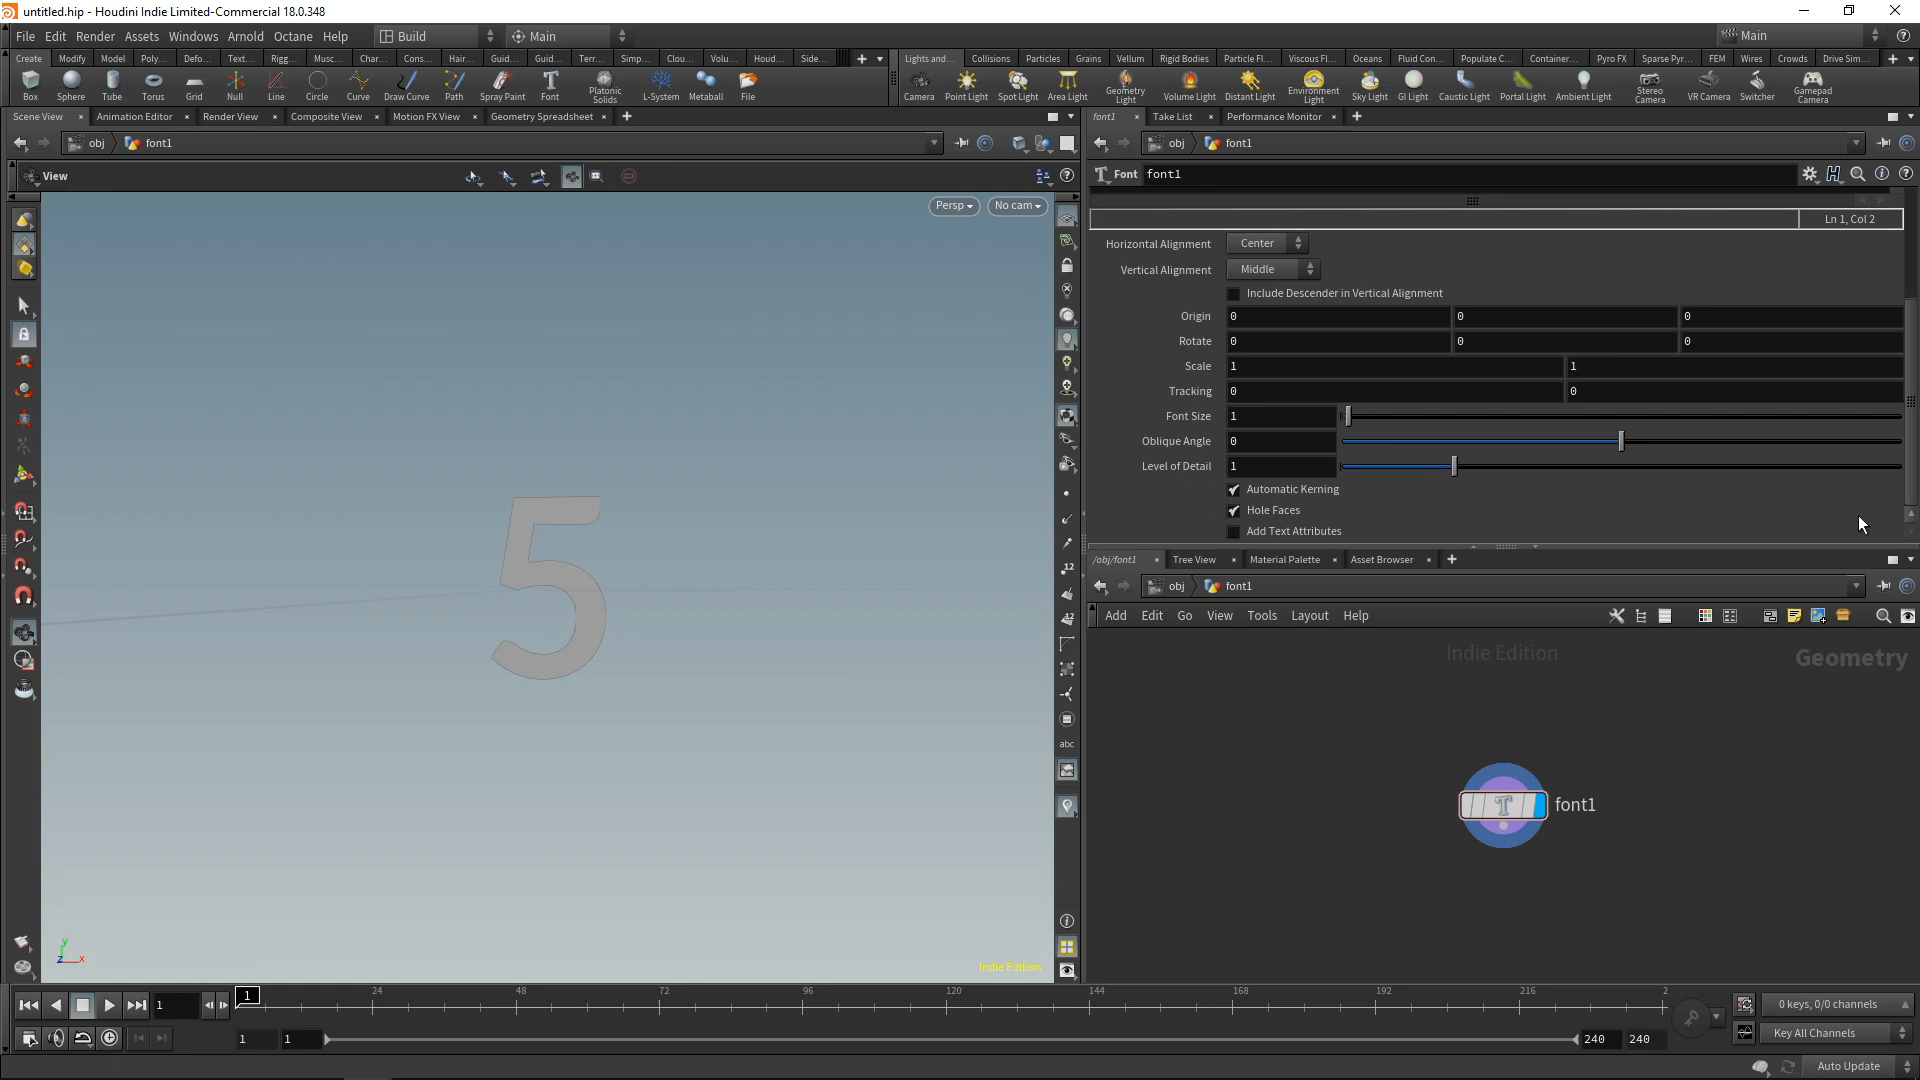 untitled.hip - Houdini Indie Limited-Commercial 18.0.348
File Edit Render Assets Windows Arnold Octane Help Build Main Main
Create Modify Model Poly... Defo... Text... Rigg... Musc... Char... Cons... Hair... Guid... Guid... Terr... Simp... Clou... Volu... Houd... Side...
Lights and... Collisions Particles Grains Vellum Rigid Bodies Particle Fl... Viscous Fl... Oceans Fluid Con... Populate C... Container... Pyro FX Sparse Pyr... FEM Wires Crowds Drive Sim...
Box Sphere Tube Torus Grid Null Line Circle Curve Draw Curve Path Spray Paint Font Platonic Solids L-System Metaball File
Camera Point Light Spot Light Area Light Geometry Light Volume Light Distant Light Environment Light Sky Light GI Light Caustic Light Portal Light Ambient Light Stereo Camera VR Camera Switcher Gamepad Camera
Scene View Animation Editor Render View Composite View Motion FX View Geometry Spreadsheet
font1 Take List Performance Monitor
obj font1
obj font1
View
Font font1
Persp No cam
Ln 1, Col 2
Horizontal Alignment Center
Vertical Alignment Middle
Include Descender in Vertical Alignment
Origin 0 0 0
Rotate 0 0 0
Scale 1 1
Tracking 0 0
Font Size 1
Oblique Angle 0
Level of Detail 1
Automatic Kerning
Hole Faces
Add Text Attributes
5
12
12
abc
y
z x
Indie Edition
/obj/font1 Tree View Material Palette Asset Browser
obj font1
Add Edit Go View Tools Layout Help
Indie Edition
Geometry
font1
1 1 24 48 72 96 120 144 168 192 216 2
0 keys, 0/0 channels
1 1 240 240
Key All Channels
Auto Update